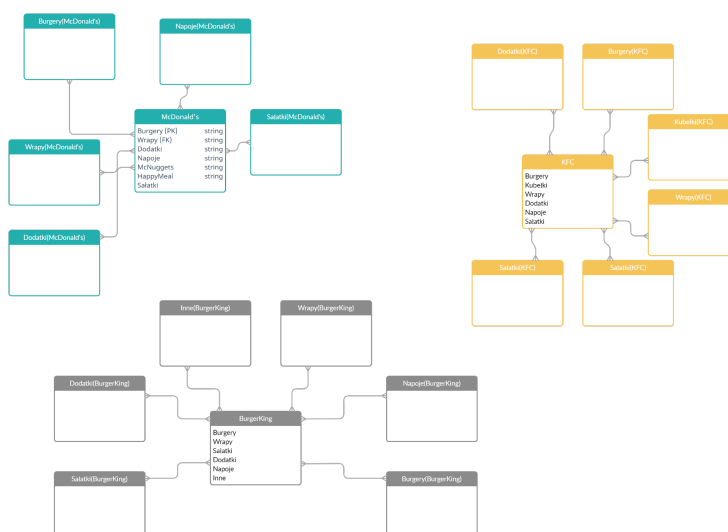 Burgery(McDonald's)
Napoje(McDonald's)
McDonald's
Burgery (PK) string
Wrapy (FK) string
Dodatki string
Napoje string
McNuggets string
HappyMeal string
Sałatki
Sałatki(McDonald's)
Wrapy(McDonald's)
Dodatki(McDonald's)
Dodatki(KFC)
Burgery(KFC)
Kubełki(KFC)
KFC
Burgery
Kubełki
Wrapy
Dodatki
Napoje
Sałatki
Wrapy(KFC)
Sałatki(KFC)
Sałatki(KFC)
Inne(BurgerKing)
Wrapy(BurgerKing)
Dodatki(BurgerKing)
Napoje(BurgerKing)
BurgerKing
Burgery
Wrapy
Sałatki
Dodatki
Napoje
Inne
Sałatki(BurgerKing)
Burgery(BurgerKing)